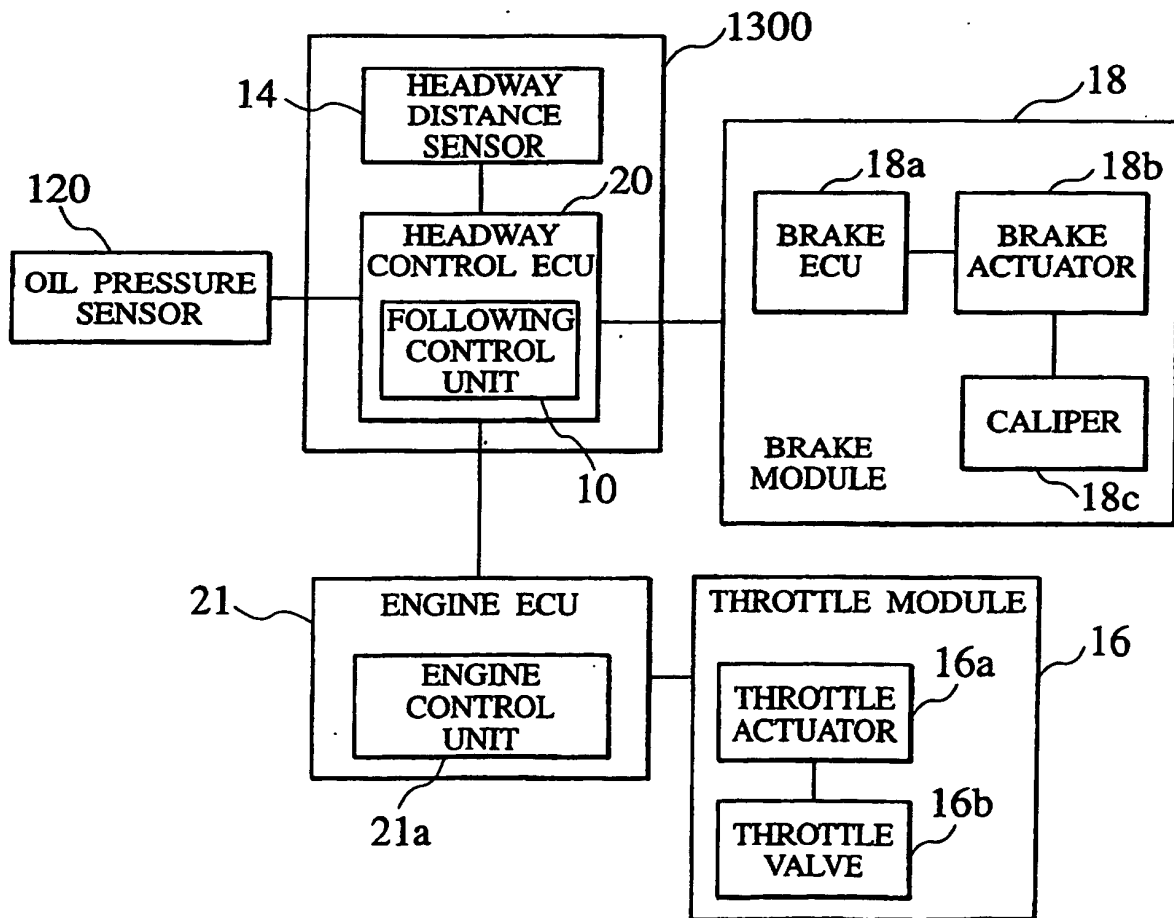 1300
14
HEADWAY
DISTANCE
SENSOR
18
120
20
18a
18b
OIL PRESSURE
SENSOR
HEADWAY
CONTROL ECU
FOLLOWING
CONTROL
UNIT
BRAKE
ECU
BRAKE
ACTUATOR
CALIPER
BRAKE
MODULE
10
18c
21
ENGINE ECU
THROTTLE MODULE
16
ENGINE
CONTROL
UNIT
16a
THROTTLE
ACTUATOR
21a
16b
THROTTLE
VALVE